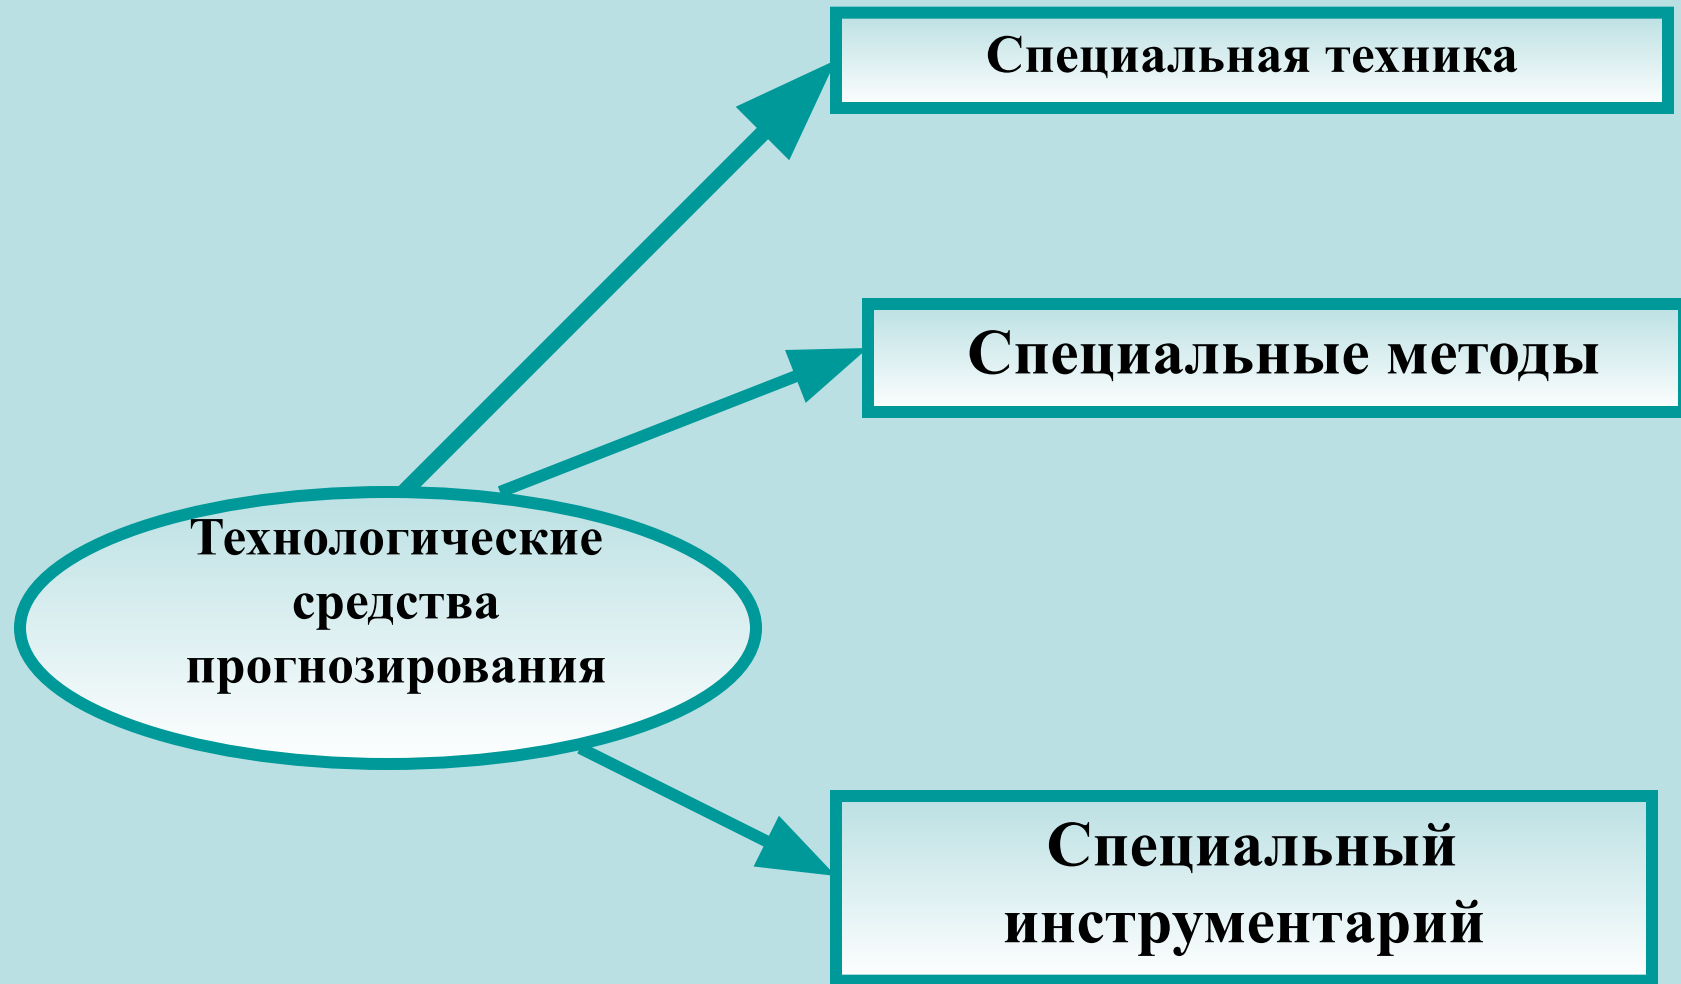 Специальная техника
Специальные методы
Технологические
средства
прогнозирования
Специальный
инструментарий